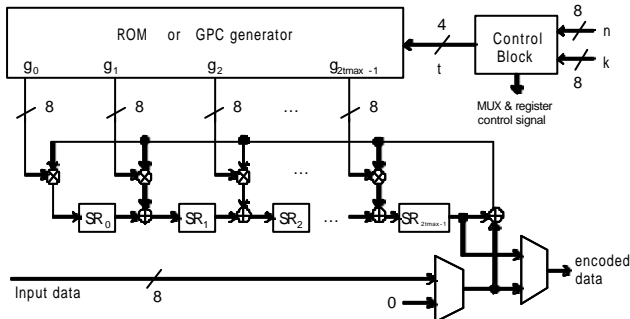 ROM or GPC generator
g0 g1 g2 g2tmax -1
4
t
Control
Block
8
n
k
8
MUX & register
control signal
8 8 8 ... 8
...
SR0 SR1 SR2 ... SR2tmax-1
encoded
data
Input data
8
0